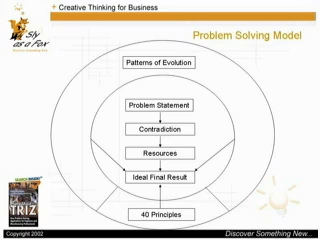 + Creative Thinking for Business
Sly
as a Fox
Problem Solving Model
Patterns of Evolution
Problem Statement
Contradiction
Resources
Ideal Final Result
40 Principles
TRIZ
Copyright 2002
Discover Something New...